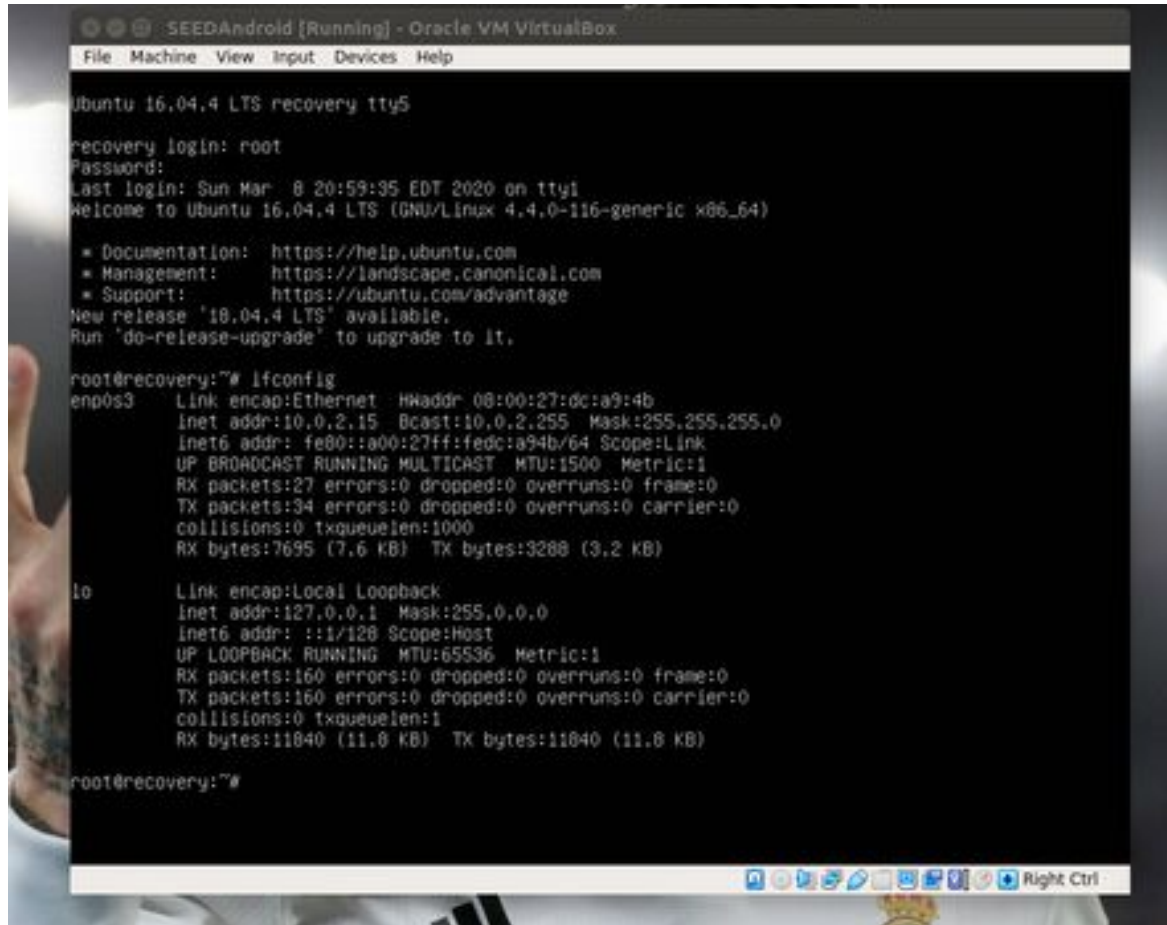 SEEDAndroid [Running] - Oracle VM VirtualBox
File Machine View Input Devices Help
Ubuntu 16.04.4 LTS recovery tty5
recovery login: root
Password:
Last login: Sun Mar  8 20:59:35 EDT 2020 on tty1
Welcome to Ubuntu 16.04.4 LTS (GNU/Linux 4.4.0-116-generic x86_64)
* Documentation:  https://help.ubuntu.com
* Management:     https://landscape.canonical.com
* Support:        https://ubuntu.com/advantage
New release '18.04.4 LTS' available.
Run 'do-release-upgrade' to upgrade to it.
root@recovery:~# ifconfig
enp0s3    Link encap:Ethernet  HWaddr 08:00:27:dc:a9:4b
inet addr:10.0.2.15  Bcast:10.0.2.255  Mask:255.255.255.0
inet6 addr: fe80::a00:27ff:fedc:a94b/64 Scope:Link
UP BROADCAST RUNNING MULTICAST  MTU:1500  Metric:1
RX packets:27 errors:0 dropped:0 overruns:0 frame:0
TX packets:34 errors:0 dropped:0 overruns:0 carrier:0
collisions:0 txqueuelen:1000
RX bytes:7695 (7.6 KB)  TX bytes:3288 (3.2 KB)
lo        Link encap:Local Loopback
inet addr:127.0.0.1  Mask:255.0.0.0
inet6 addr: ::1/128 Scope:Host
UP LOOPBACK RUNNING  MTU:65536  Metric:1
RX packets:160 errors:0 dropped:0 overruns:0 frame:0
TX packets:160 errors:0 dropped:0 overruns:0 carrier:0
collisions:0 txqueuelen:1
RX bytes:11840 (11.8 KB)  TX bytes:11840 (11.8 KB)
root@recovery:~#
Right Ctrl